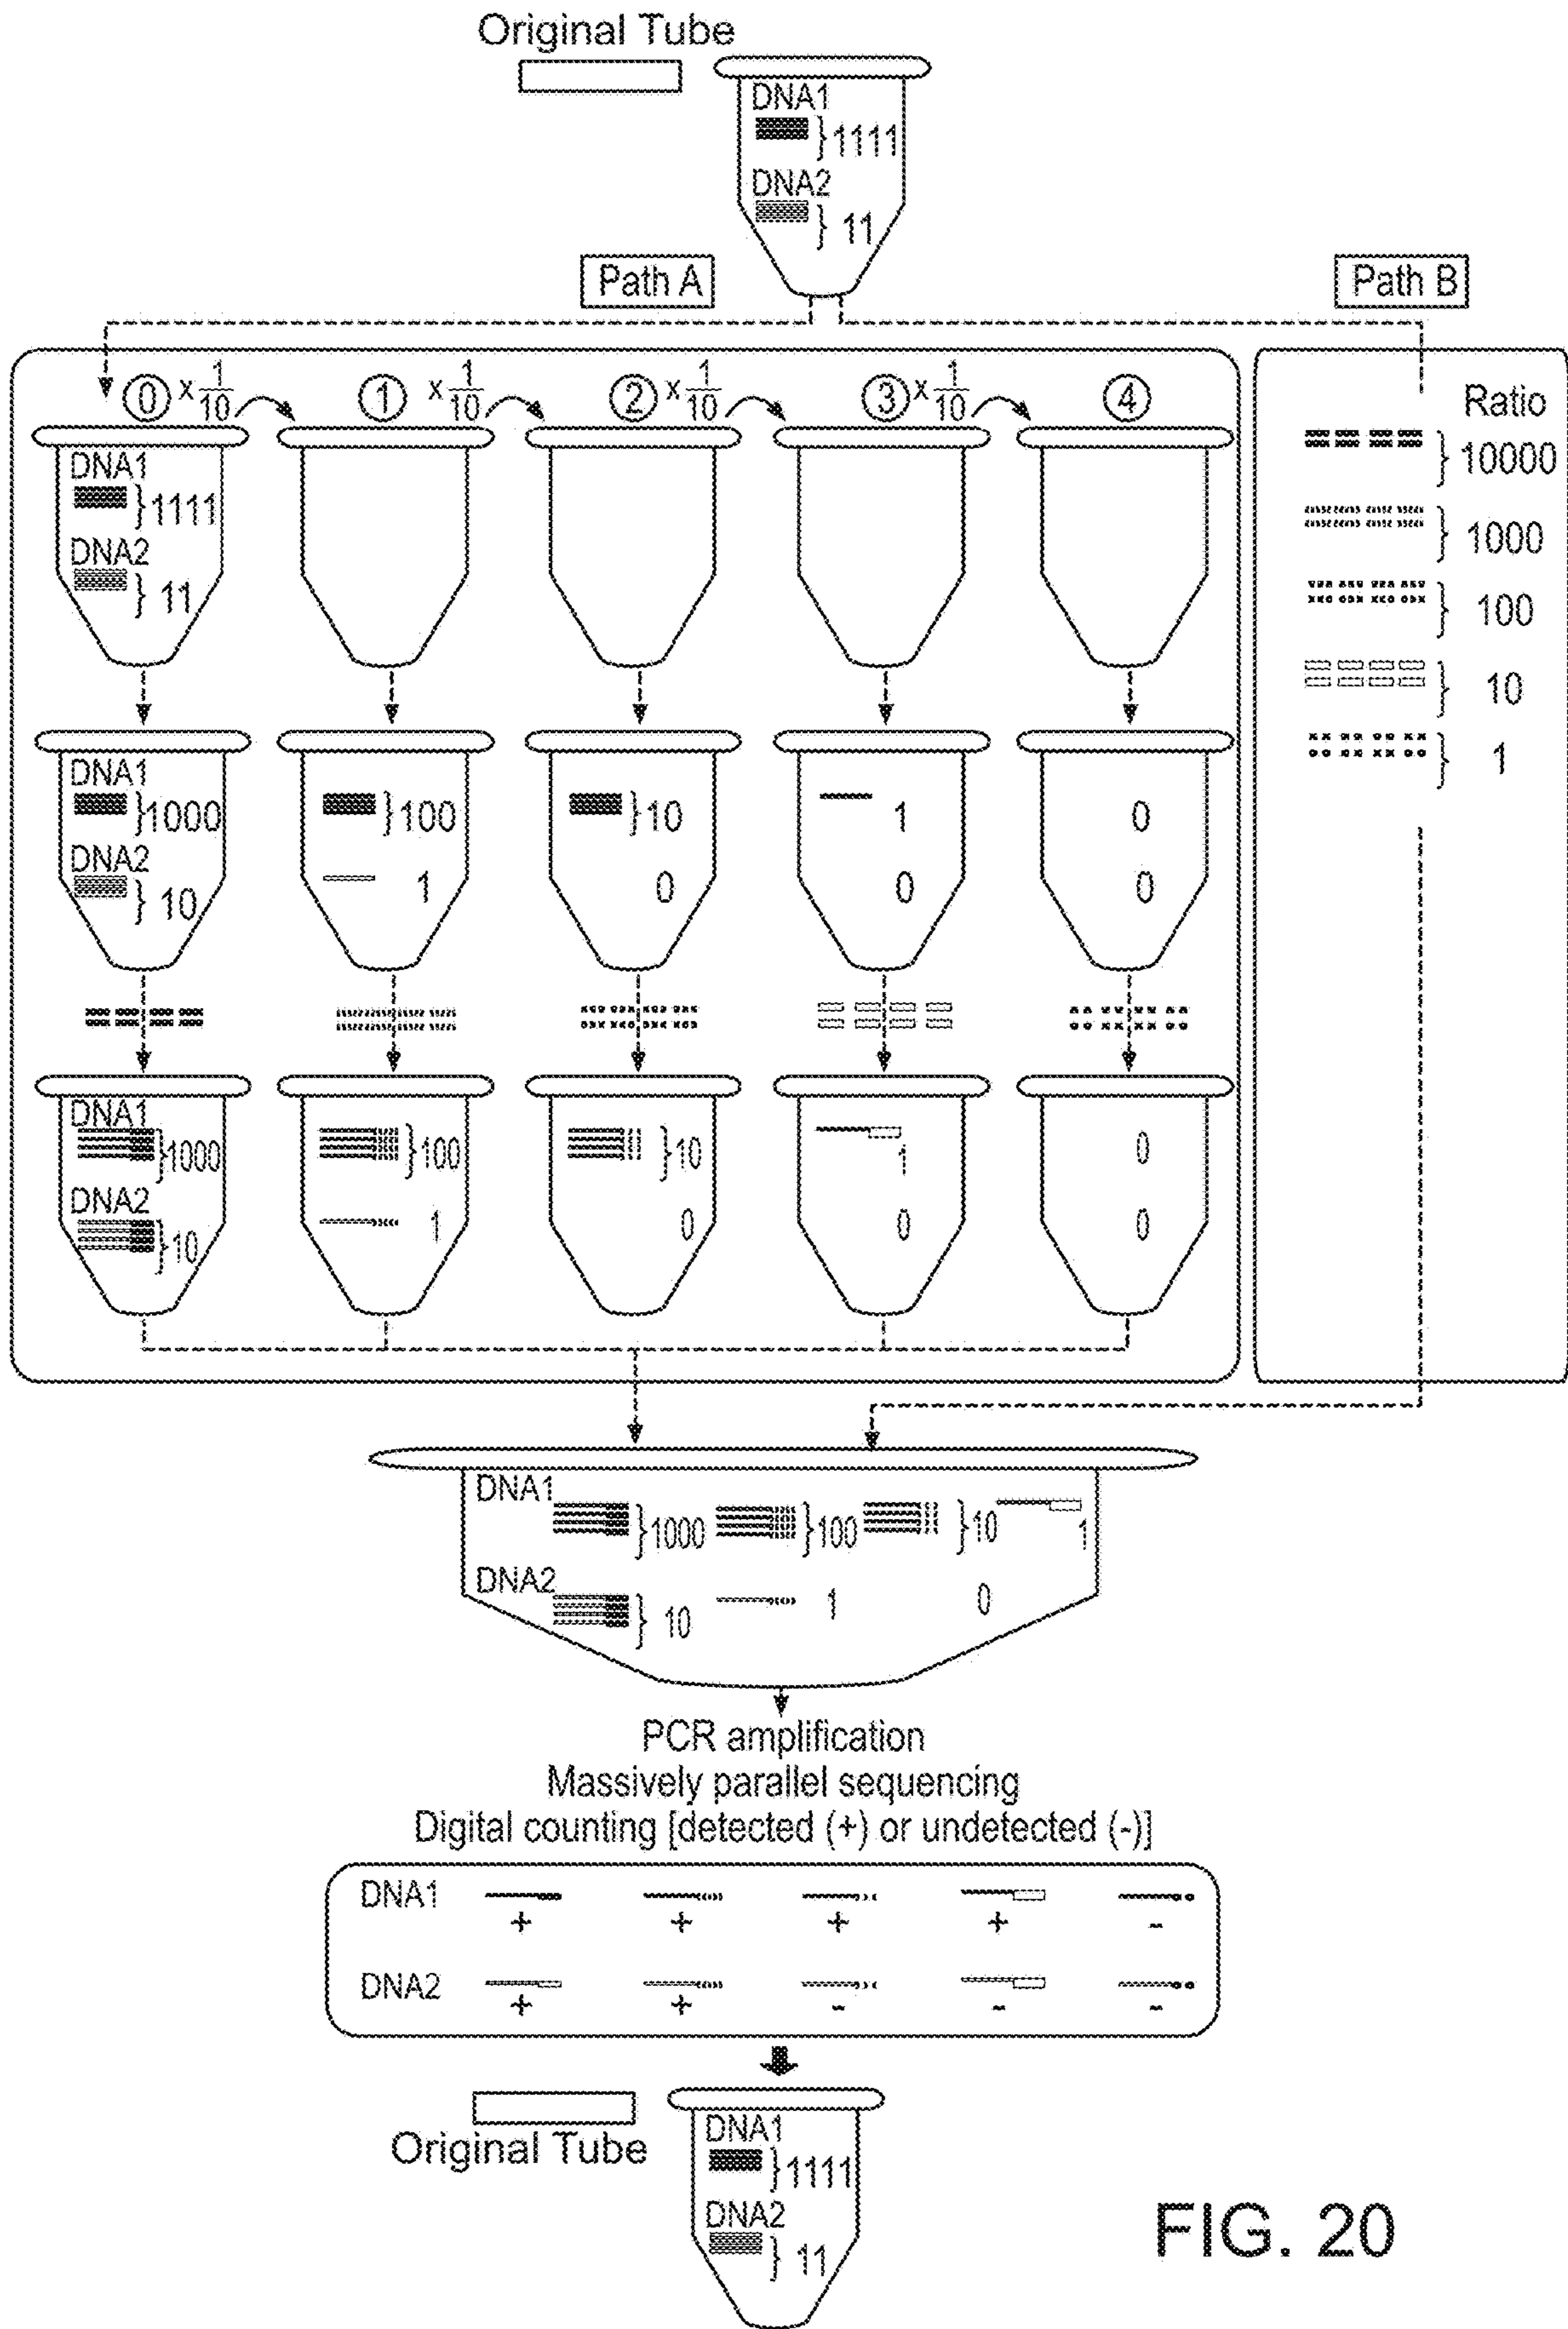 Original Tube
DNA1
1111
DNA2
11
Path A
Path B
0 x 1/10 1 x 1/10 2 x 1/10 3 x 1/10 4
Ratio
10000
1000
100
10
1
DNA1
1111
DNA2
11
DNA1
1000 100 10 1 0
DNA2
10 1 0 0 0
DNA1
1000 100 10 1 0
DNA2
10 1 0 0 0
DNA1
1000 100 10 1
DNA2
10 1 0
PCR amplification
Massively parallel sequencing
Digital counting [detected (+) or undetected (-)]
DNA1
+ + + + -
DNA2
+ + - - -
Original Tube
DNA1
1111
DNA2
11
FIG. 20